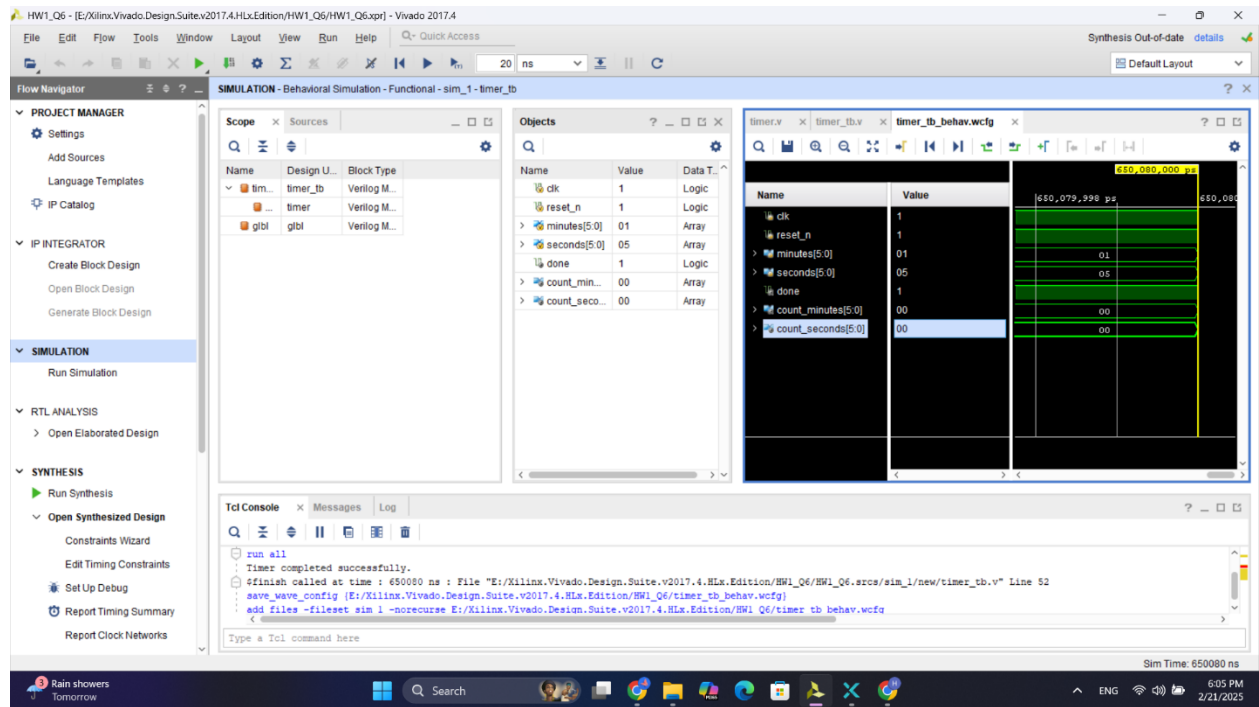 HW1_Q6 - [E:/Xilinx.Vivado.Design.Suite.v2017.4.HLx.Edition/HW1_Q6/HW1_Q6.xpr] - Vivado 2017.4
File Edit Flow Tools Window Layout View Run Help Quick Access
Synthesis Out-of-date details
20 ns
Default Layout
Flow Navigator
SIMULATION - Behavioral Simulation - Functional - sim_1 - timer_tb
PROJECT MANAGER
Settings
Add Sources
Language Templates
IP Catalog
IP INTEGRATOR
Create Block Design
Open Block Design
Generate Block Design
SIMULATION
Run Simulation
RTL ANALYSIS
Open Elaborated Design
SYNTHESIS
Run Synthesis
Open Synthesized Design
Constraints Wizard
Edit Timing Constraints
Set Up Debug
Report Timing Summary
Report Clock Networks
Scope Sources
Name Design U... Block Type
tim... timer_tb Verilog M...
... timer Verilog M...
glbl glbl Verilog M...
Objects
Name Value Data T...
clk 1 Logic
reset_n 1 Logic
minutes[5:0] 01 Array
seconds[5:0] 05 Array
done 1 Logic
count_min... 00 Array
count_seco... 00 Array
timer.v timer_tb.v timer_tb_behav.wcfg
650,080,000 ps
Name Value
650,079,998 ps 650,080
clk 1
reset_n 1
minutes[5:0] 01 01
seconds[5:0] 05 05
done 1
count_minutes[5:0] 00 00
count_seconds[5:0] 00 00
Tcl Console Messages Log
run all
Timer completed successfully.
$finish called at time : 650080 ns : File "E:/Xilinx.Vivado.Design.Suite.v2017.4.HLx.Edition/HW1_Q6/HW1_Q6.srcs/sim_1/new/timer_tb.v" Line 52
save_wave_config {E:/Xilinx.Vivado.Design.Suite.v2017.4.HLx.Edition/HW1_Q6/timer_tb_behav.wcfg}
add_files -fileset sim_1 -norecurse E:/Xilinx.Vivado.Design.Suite.v2017.4.HLx.Edition/HW1_Q6/timer_tb_behav.wcfg
Type a Tcl command here
Sim Time: 650080 ns
3
Rain showers
Tomorrow
Search
ENG
6:05 PM
2/21/2025